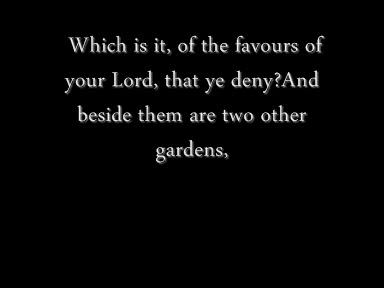 Which is it, of the favours of
your Lord, that ye deny?And
beside them are two other
gardens,